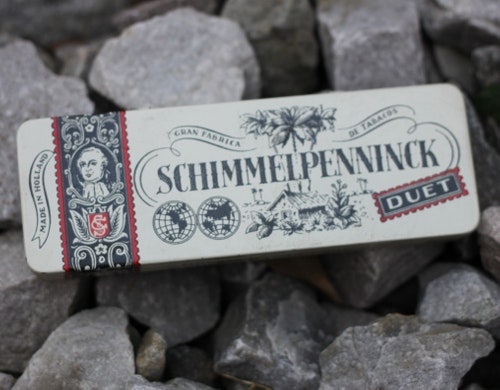 MADE IN HOLLAND
GRAN FABRICA DE TABACOS
SCHIMMELPENNINCK
DUET